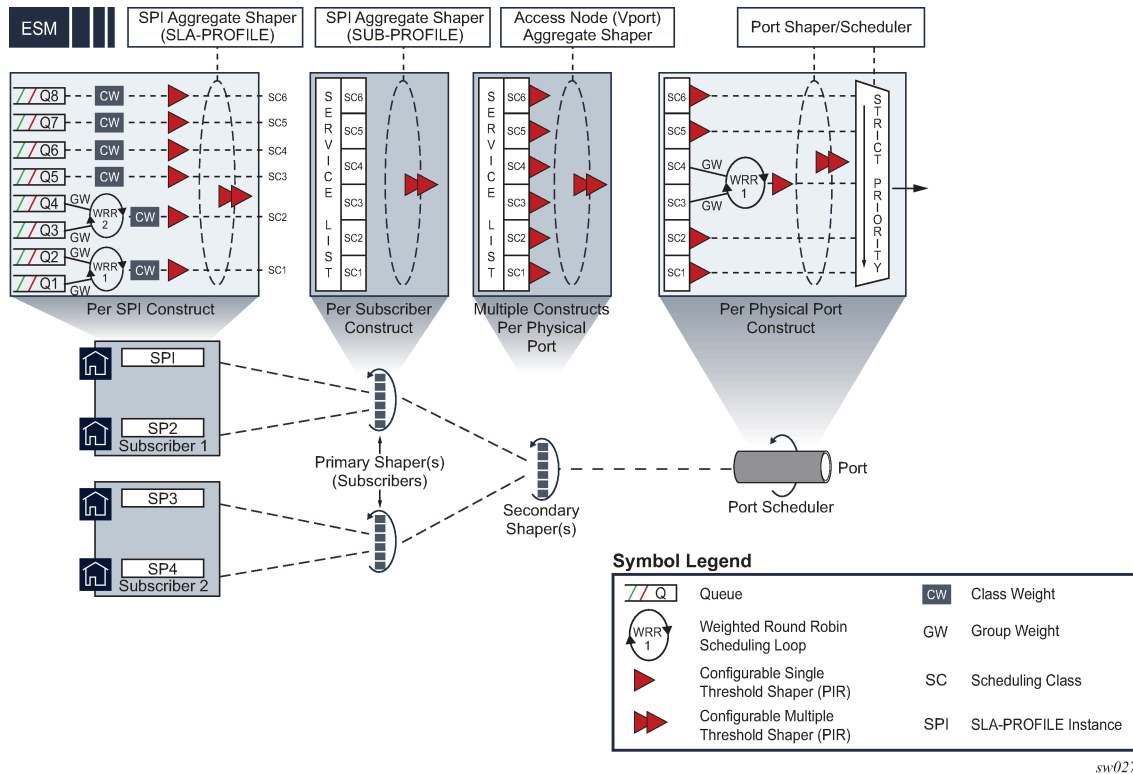 ESM
SPI Aggregate Shaper
(SLA-PROFILE)
SPI Aggregate Shaper
(SUB-PROFILE)
Access Node (Vport)
Aggregate Shaper
Port Shaper/Scheduler
Q8 CW SC6
Q7 CW SC5
Q6 CW SC4
Q5 CW SC3
Q4 GW
WRR
2
CW SC2
Q3 GW
Q2 GW
WRR
1
CW SC1
Q1 GW
SERVICE LIST
SC6
SC5
SC4
SC3
SC2
SC1
SERVICE LIST
SC6
SC5
SC4
SC3
SC2
SC1
SC6
SC5
SC4
GW
WRR
1
SC3
GW
SC2
SC1
STRICT PRIORITY
Per SPI Construct
Per Subscriber
Construct
Multiple Constructs
Per Physical
Port
Per Physical Port
Construct
SPI
SP2
Subscriber 1
SP3
SP4
Subscriber 2
Primary Shaper(s)
(Subscribers)
Secondary
Shaper(s)
Port
Port Scheduler
Symbol Legend
Q Queue
WRR
1
Weighted Round Robin
Scheduling Loop
Configurable Single
Threshold Shaper (PIR)
Configurable Multiple
Threshold Shaper (PIR)
CW Class Weight
GW Group Weight
SC Scheduling Class
SPI SLA-PROFILE Instance
sw027